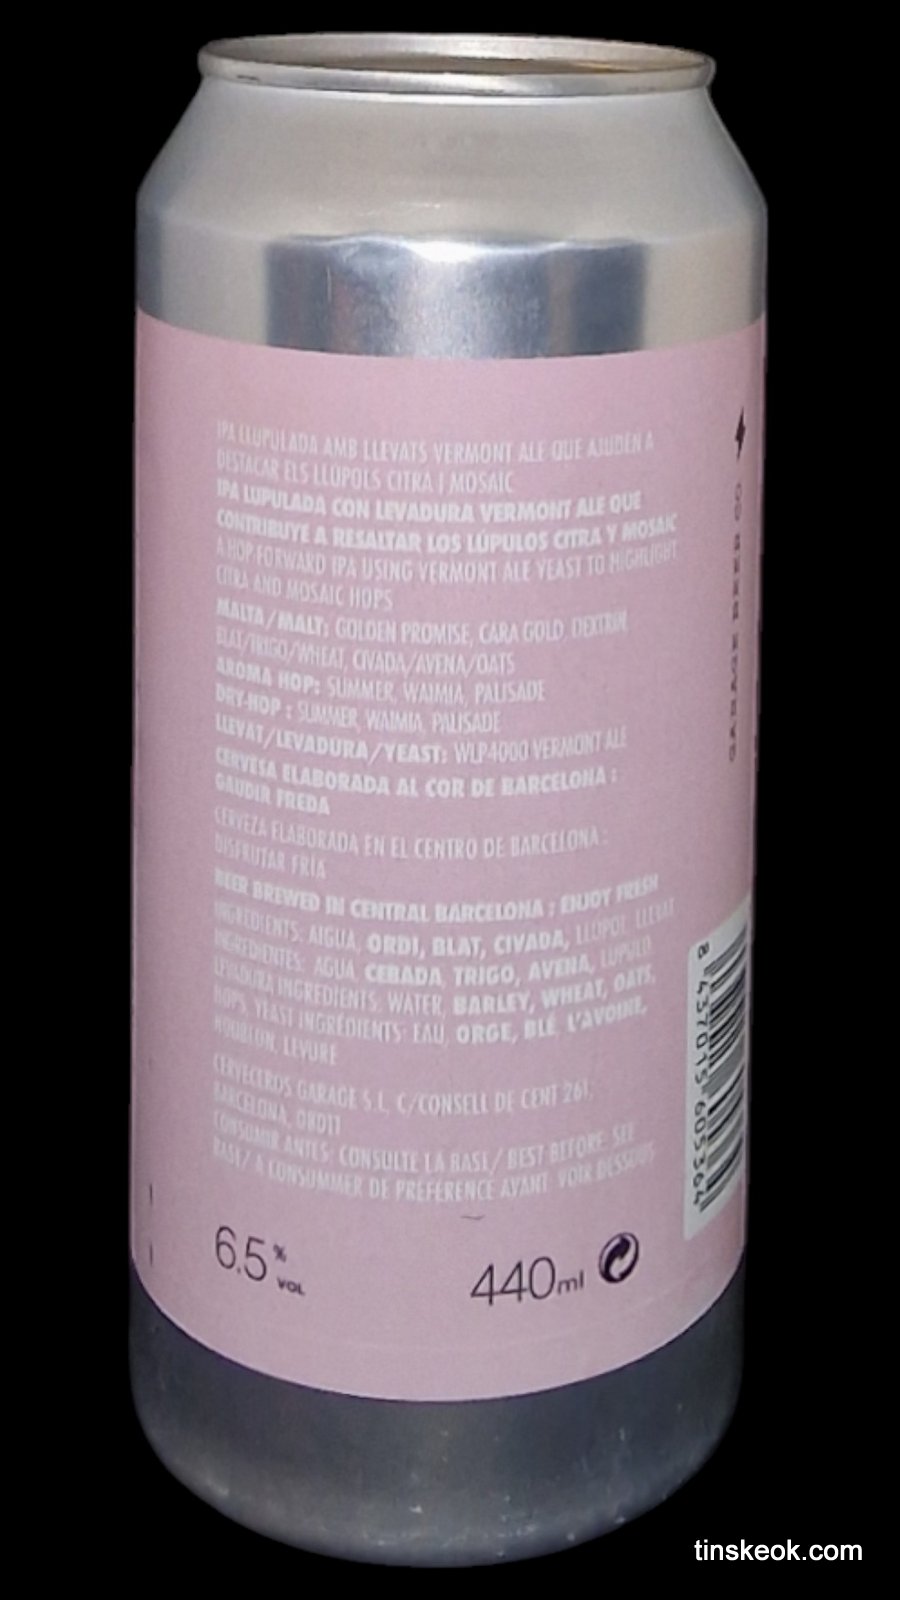 IPA LLUPULADA AMB LLEVATS VERMONT ALE QUE AJUDEN A
DESTACAR ELS LLÚPOLS CITRA I MOSAIC
IPA LUPULADA CON LEVADURA VERMONT ALE QUE
CONTRIBUYE A RESALTAR LOS LÚPULOS CITRA Y MOSAIC
A HOP-FORWARD IPA USING VERMONT ALE YEAST TO HIGHLIGHT
CITRA AND MOSAIC HOPS
MALTA/MALT: GOLDEN PROMISE, CARA GOLD, DEXTRIN,
BLAT/TRIGO/WHEAT, CIVADA/AVENA/OATS
AROMA HOP: SUMMER, WAIMIA, PALISADE
DRY-HOP : SUMMER, WAIMIA, PALISADE
LLEVAT/LEVADURA/YEAST: WLP4000 VERMONT ALE
CERVESA ELABORADA AL COR DE BARCELONA :
GAUDIR FREDA
CERVEZA ELABORADA EN EL CENTRO DE BARCELONA :
DISFRUTAR FRÍA
BEER BREWED IN CENTRAL BARCELONA : ENJOY FRESH
INGREDIENTS: AIGUA, ORDI, BLAT, CIVADA, LLÚPOL, LLEVAT
INGREDIENTES: AGUA, CEBADA, TRIGO, AVENA, LÚPULO,
LEVADURA INGREDIENTS: WATER, BARLEY, WHEAT, OATS,
HOPS, YEAST INGRÉDIENTS: EAU, ORGE, BLÉ, L'AVOINE,
HOUBLON, LEVURE
CERVECEROS GARAGE S.L, C/CONSELL DE CENT 261,
BARCELONA, 08011
CONSUMIR ANTES: CONSULTE LA BASE/ BEST BEFORE: SEE
BASE/ A CONSUMMER DE PRÉFÉRENCE AVANT: VOIR DESSOUS
6.5% VOL
440ml
GARAGE BEER CO
8 437015 605364
tinskeok.com